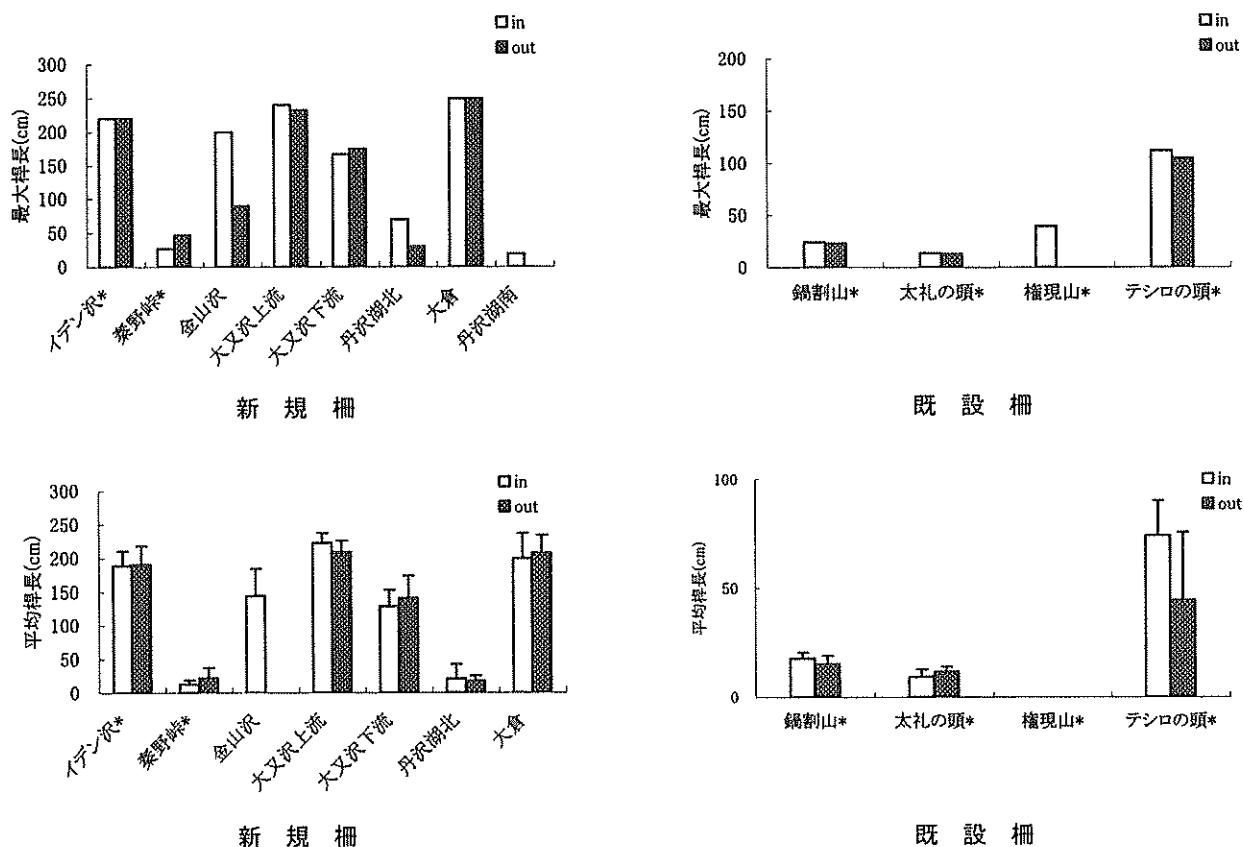 in
out
最大桿長(cm)
300
250
200
150
100
50
0
イデン沢*
秦野峠*
金山沢
大又沢上流
大又沢下流
丹沢湖北
大倉
丹沢湖南
新 規 柵
in
out
最大桿長(cm)
200
150
100
50
0
鍋割山*
太礼の頭*
権現山*
テシロの頭*
既 設 柵
in
out
平均桿長(cm)
300
250
200
150
100
50
0
イデン沢*
秦野峠*
金山沢
大又沢上流
大又沢下流
丹沢湖北
大倉
新 規 柵
in
out
平均桿長(cm)
100
50
0
鍋割山*
太礼の頭*
権現山*
テシロの頭*
既 設 柵